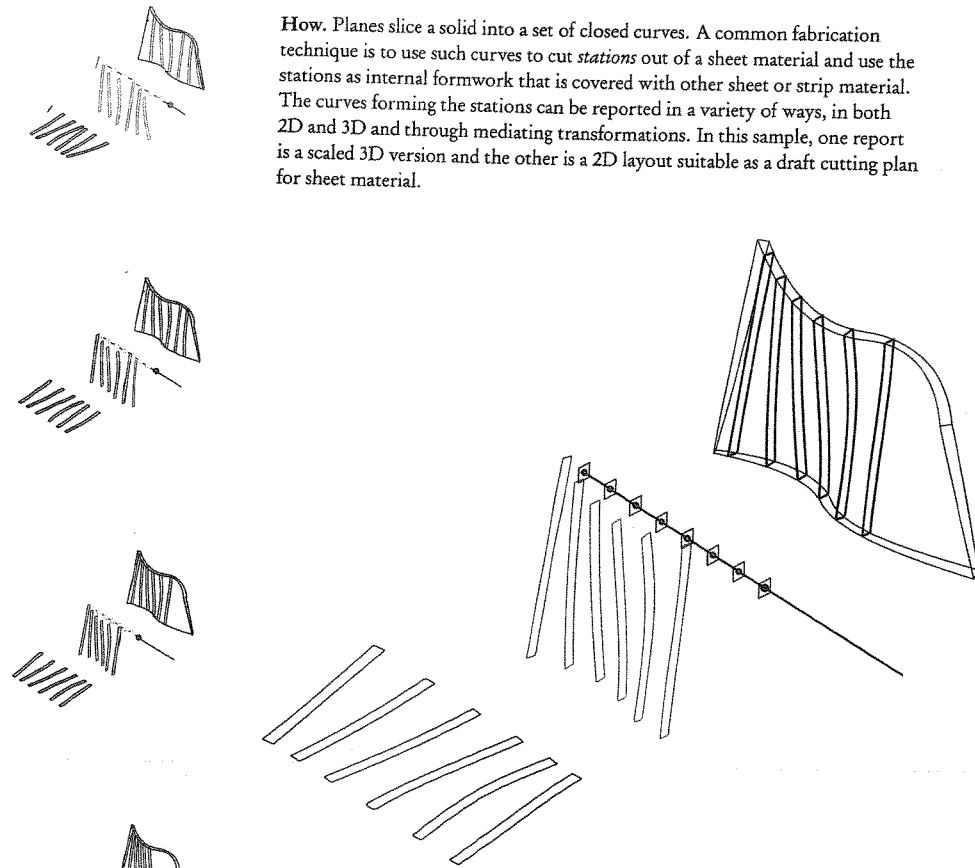 How. Planes slice a solid into a set of closed curves. A common fabrication
technique is to use such curves to cut stations out of a sheet material and use the
stations as internal formwork that is covered with other sheet or strip material.
The curves forming the stations can be reported in a variety of ways, in both
2D and 3D and through mediating transformations. In this sample, one report
is a scaled 3D version and the other is a 2D layout suitable as a draft cutting plan
for sheet material.